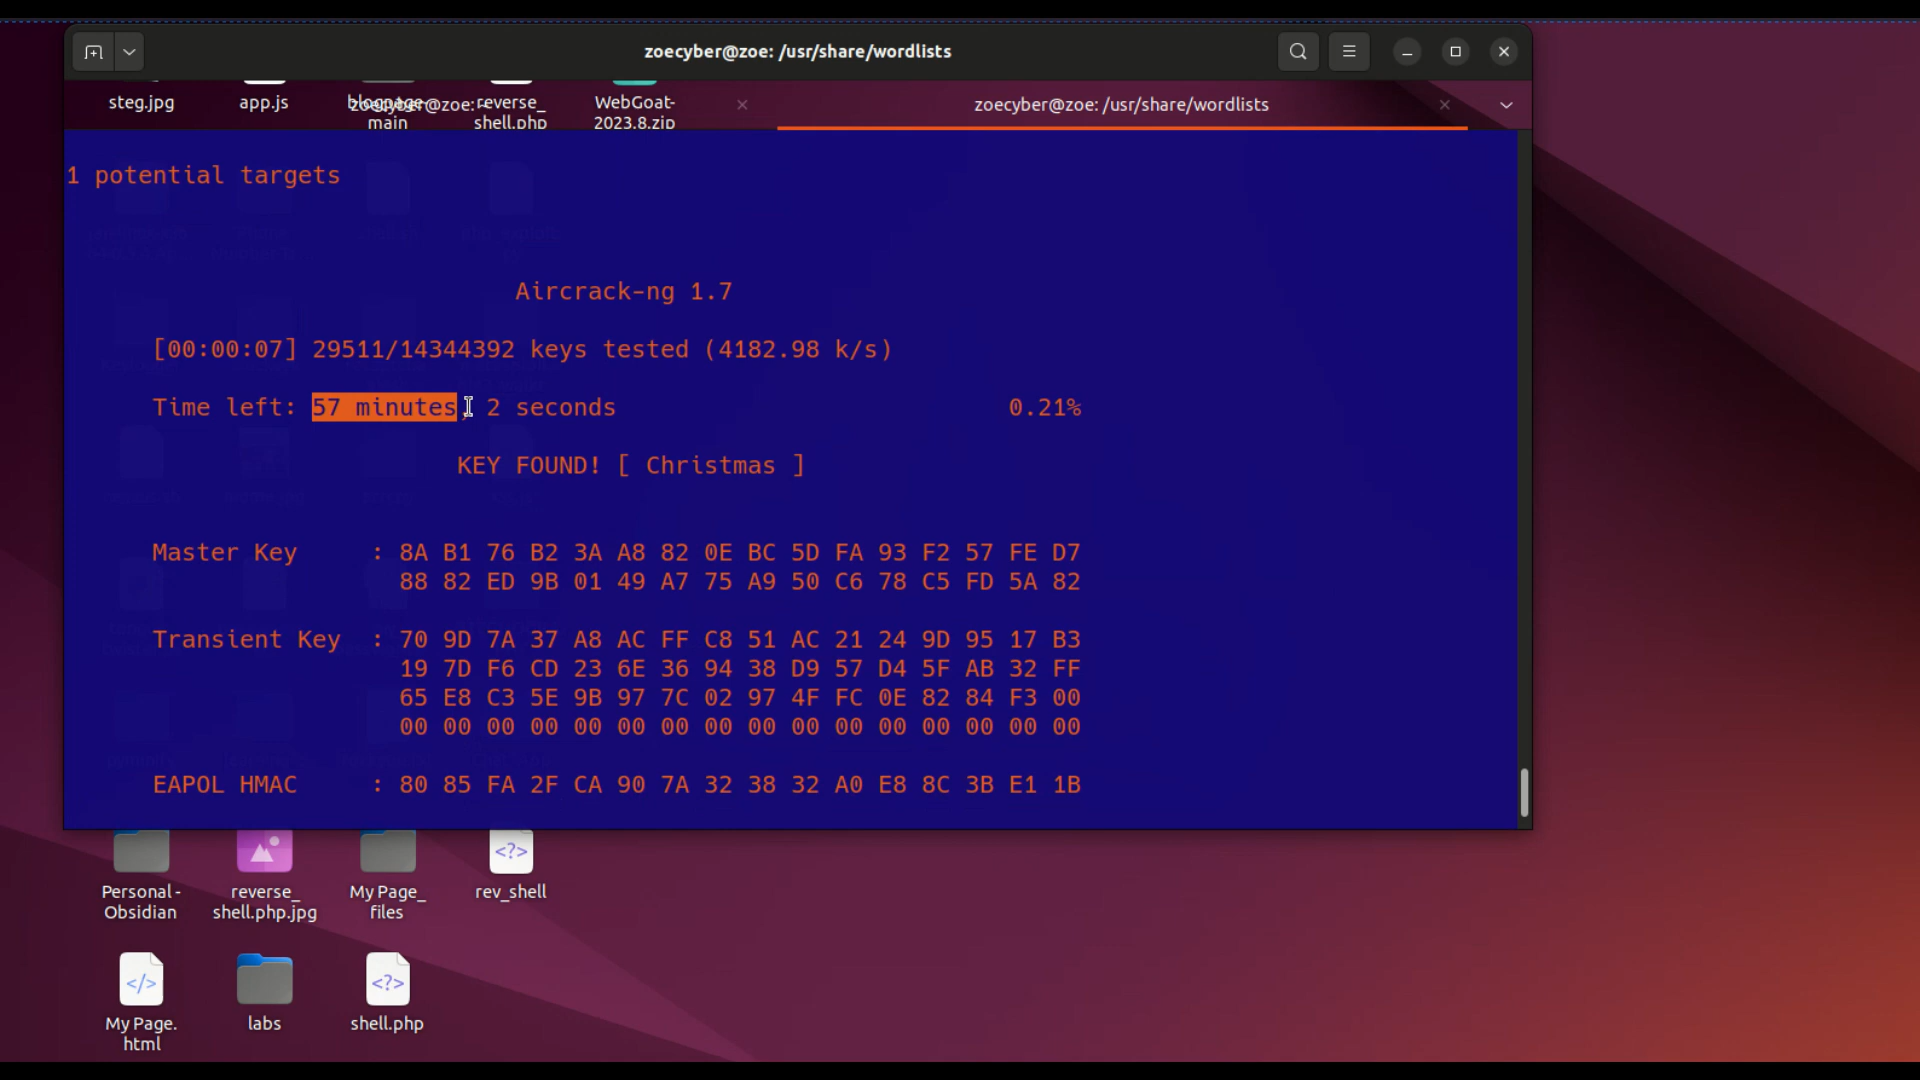 zoecyber@zoe: /usr/share/wordlists
steg.jpg
app.js
blogpage-
main
zoecyber@zoe: ~
reverse_
shell.php
WebGoat-
2023.8.zip
zoecyber@zoe: /usr/share/wordlists
1 potential targets
Aircrack-ng 1.7
[00:00:07] 29511/14344392 keys tested (4182.98 k/s)
Time left: 57 minutes, 2 seconds 0.21%
KEY FOUND! [ Christmas ]
Master Key : 8A B1 76 B2 3A A8 82 0E BC 5D FA 93 F2 57 FE D7
88 82 ED 9B 01 49 A7 75 A9 50 C6 78 C5 FD 5A 82
Transient Key : 70 9D 7A 37 A8 AC FF C8 51 AC 21 24 9D 95 17 B3
19 7D F6 CD 23 6E 36 94 38 D9 57 D4 5F AB 32 FF
65 E8 C3 5E 9B 97 7C 02 97 4F FC 0E 82 84 F3 00
00 00 00 00 00 00 00 00 00 00 00 00 00 00 00 00
EAPOL HMAC : 80 85 FA 2F CA 90 7A 32 38 32 A0 E8 8C 3B E1 1B
Personal -
Obsidian
reverse_
shell.php.jpg
My Page_
files
rev_shell
My Page.
html
labs
shell.php